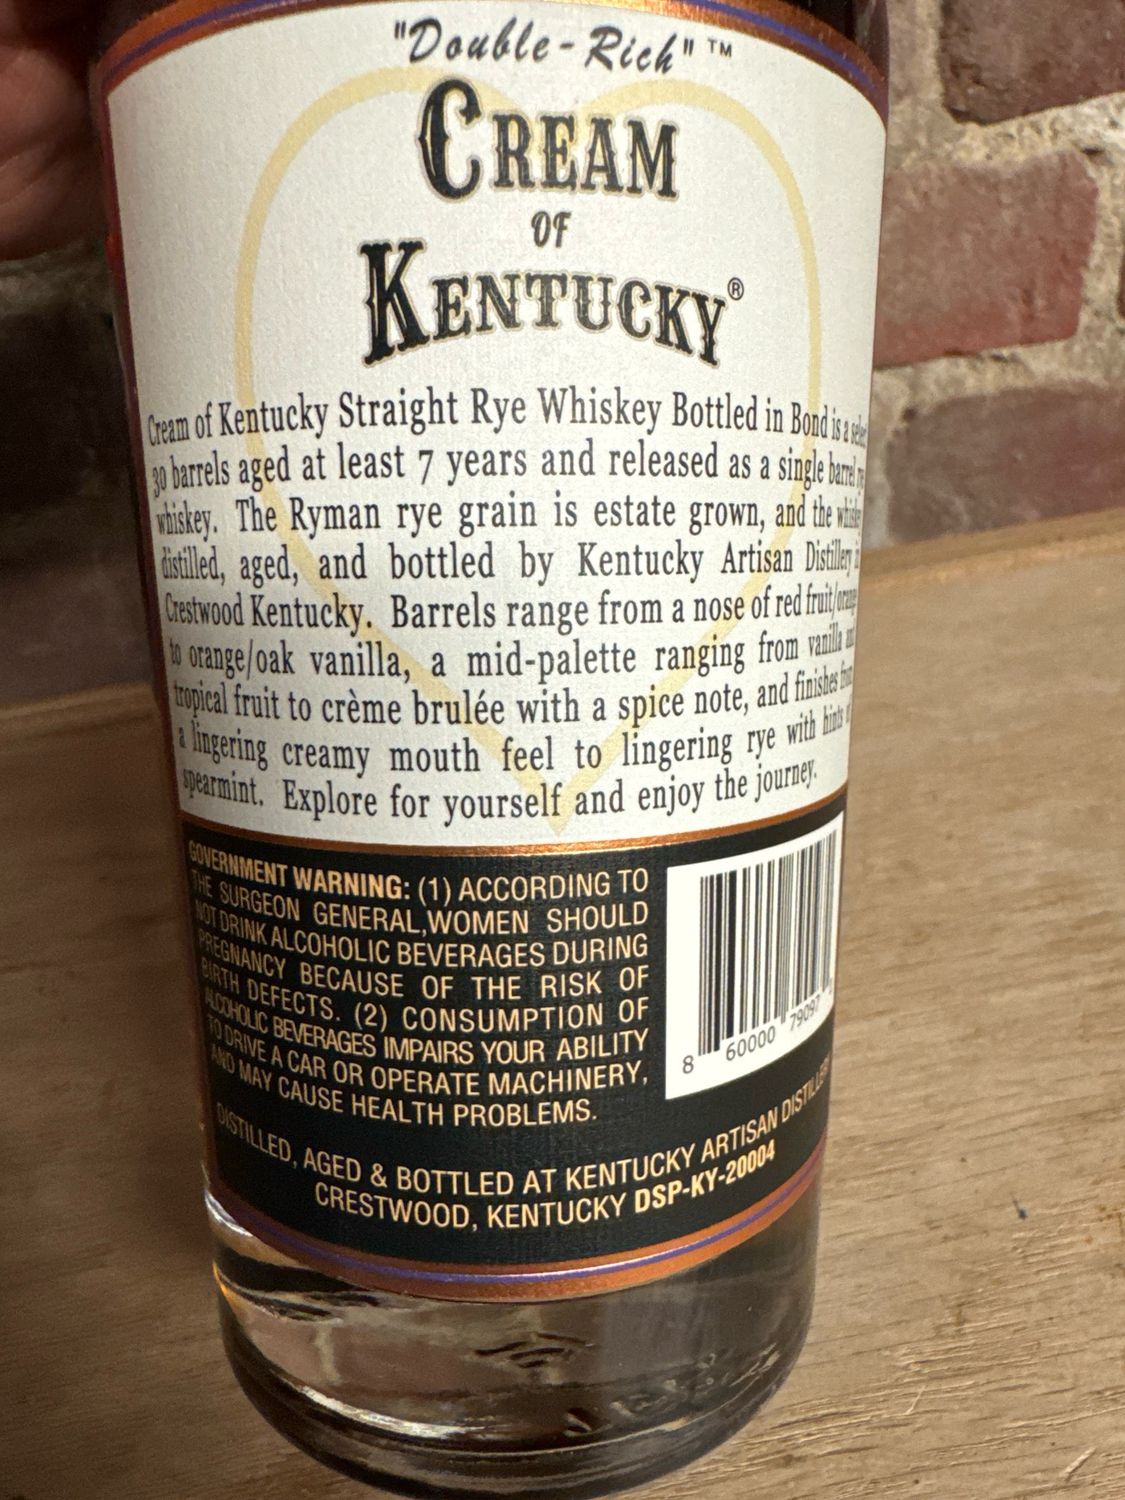 "Double-Rich" ™
CREAM
OF
KENTUCKY®
Cream of Kentucky Straight Rye Whiskey Bottled in Bond is a
30 barrels aged at least 7 years and released as a single barrel
whiskey. The Ryman rye grain is estate grown, and the whiskey
distilled, aged, and bottled by Kentucky Artisan Distillery
Crestwood Kentucky. Barrels range from a nose of red fruit/orange
to orange/oak vanilla, a mid-palette ranging from vanilla
tropical fruit to crème brulée with a spice note, and finishes from
a lingering creamy mouth feel to lingering rye with hints
spearmint. Explore for yourself and enjoy the journey.
GOVERNMENT WARNING: (1) ACCORDING TO
THE SURGEON GENERAL,WOMEN SHOULD
NOT DRINK ALCOHOLIC BEVERAGES DURING
PREGNANCY BECAUSE OF THE RISK OF
BIRTH DEFECTS. (2) CONSUMPTION OF
ALCOHOLIC BEVERAGES IMPAIRS YOUR ABILITY
TO DRIVE A CAR OR OPERATE MACHINERY,
AND MAY CAUSE HEALTH PROBLEMS.
8 60000 79097
DISTILLED, AGED & BOTTLED AT KENTUCKY ARTISAN DISTILLERY
CRESTWOOD, KENTUCKY DSP-KY-20004